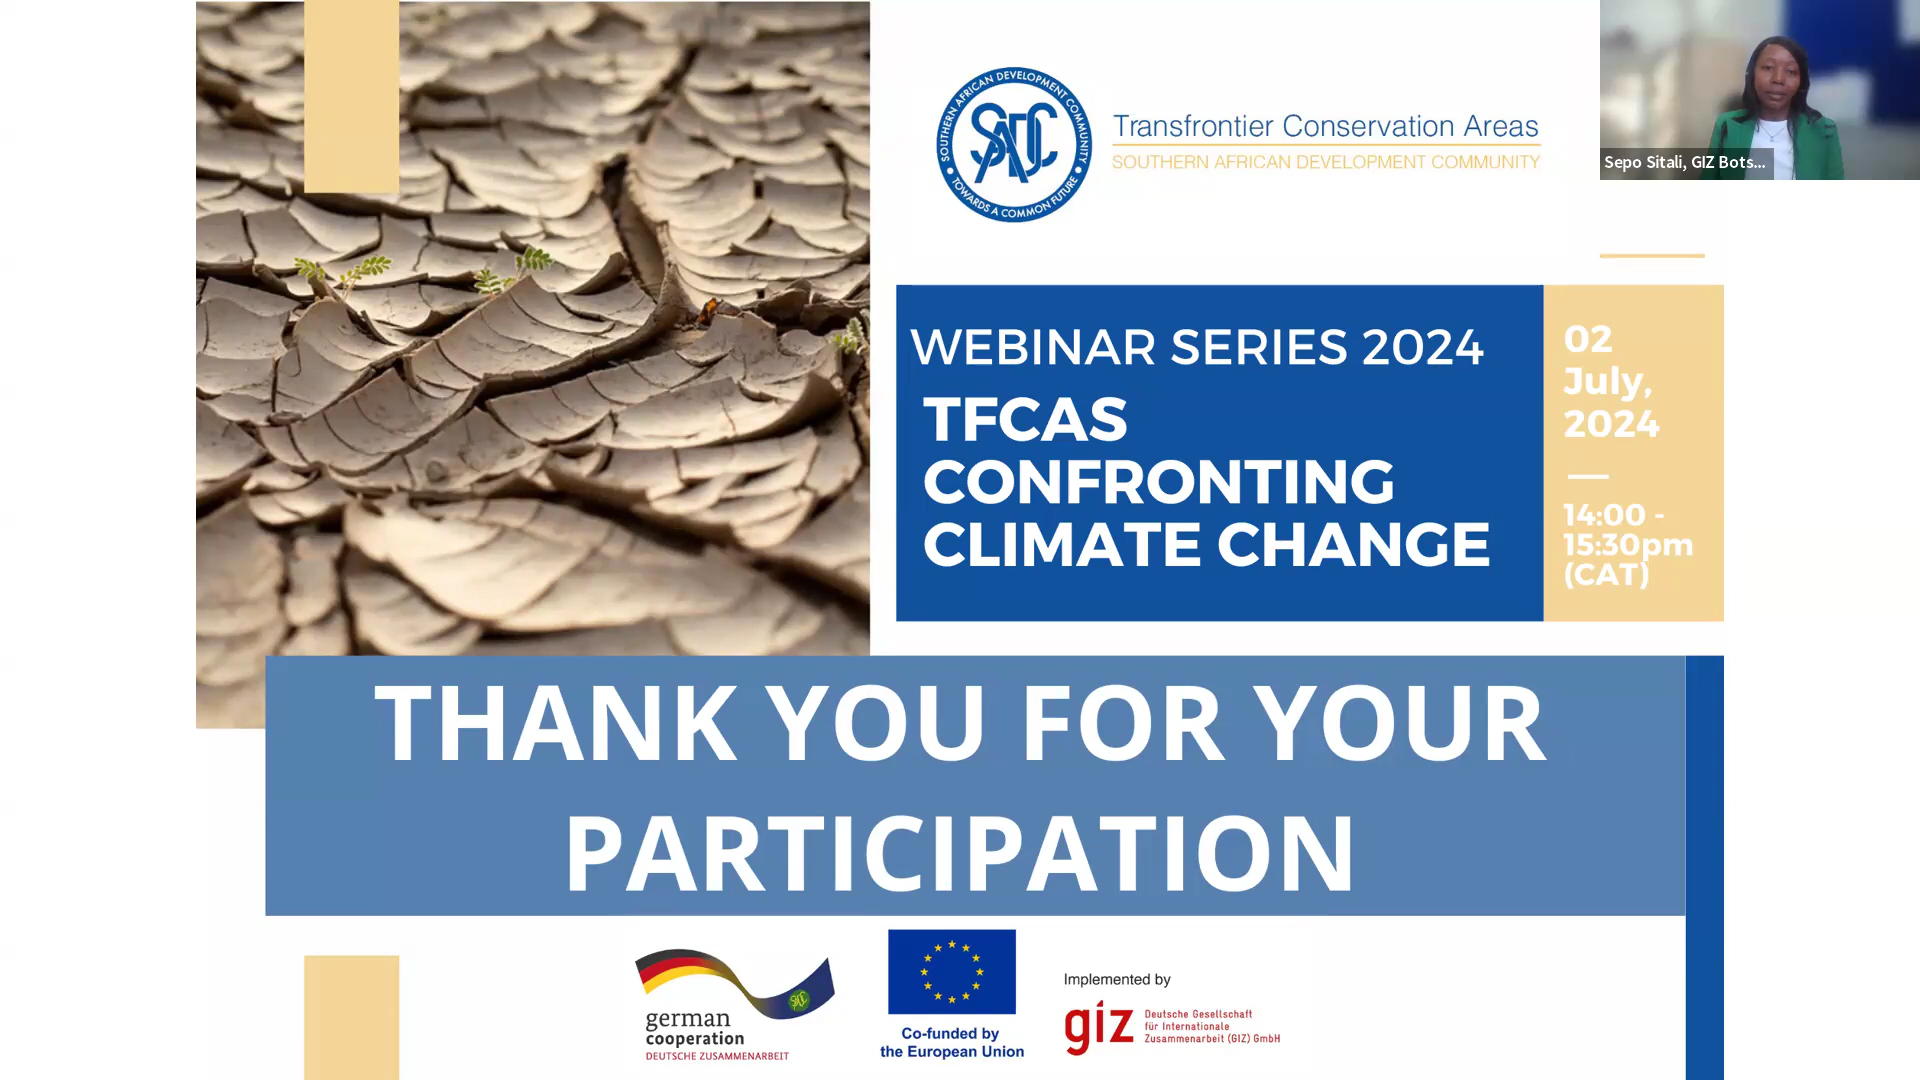 SOUTHERN AFRICAN DEVELOPMENT COMMUNITY
SADC
TOWARDS A COMMON FUTURE
Transfrontier Conservation Areas
SOUTHERN AFRICAN DEVELOPMENT COMMUNITY
Sepo Sitali, GIZ Bots...
WEBINAR SERIES 2024
TFCAS
CONFRONTING
CLIMATE CHANGE
02
July,
2024
14:00 -
15:30pm
(CAT)
THANK YOU FOR YOUR
PARTICIPATION
SADC
german
cooperation
DEUTSCHE ZUSAMMENARBEIT
Co-funded by
the European Union
Implemented by
giz
Deutsche Gesellschaft
für Internationale
Zusammenarbeit (GIZ) GmbH